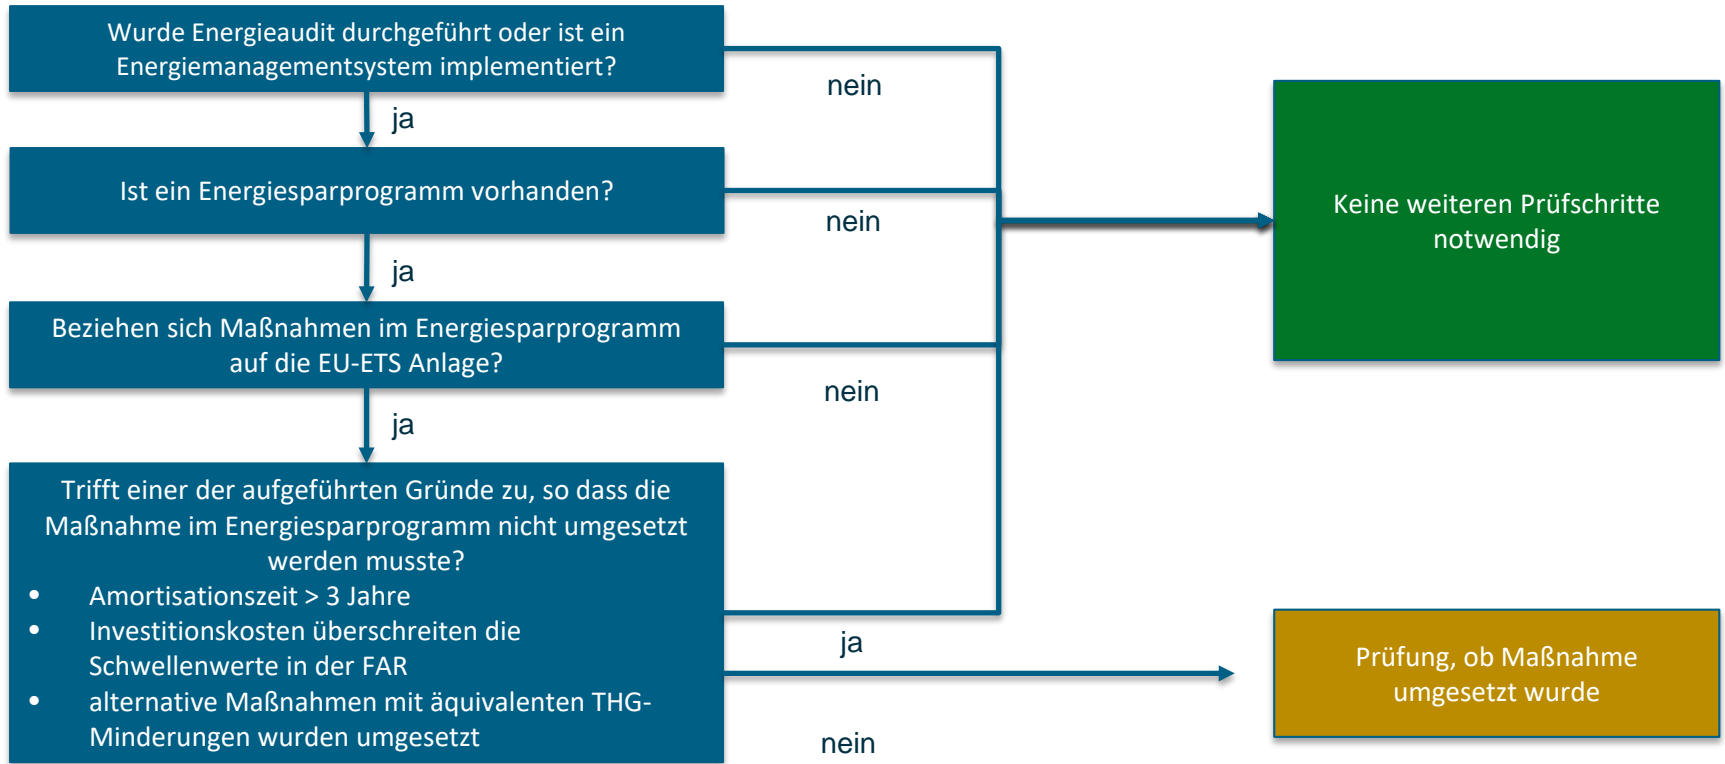 Wurde Energieaudit durchgeführt oder ist ein
Energiemanagementsystem implementiert?
nein
ja
Ist ein Energiesparprogramm vorhanden?
nein
Keine weiteren Prüfschritte
notwendig
ja
Beziehen sich Maßnahmen im Energiesparprogramm
auf die EU-ETS Anlage?
nein
ja
Trifft einer der aufgeführten Gründe zu, so dass die
Maßnahme im Energiesparprogramm nicht umgesetzt
werden musste?
• Amortisationszeit > 3 Jahre
• Investitionskosten überschreiten die
Schwellenwerte in der FAR
• alternative Maßnahmen mit äquivalenten THG-
Minderungen wurden umgesetzt
ja
nein
Prüfung, ob Maßnahme
umgesetzt wurde